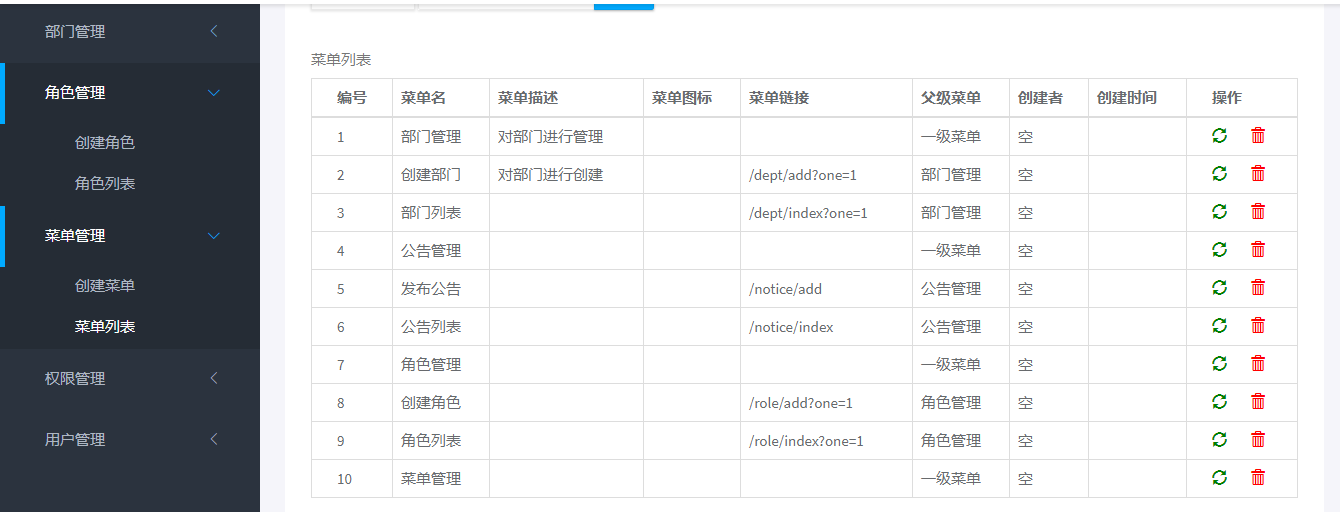 部门管理
角色管理
创建角色
角色列表
菜单管理
创建菜单
菜单列表
权限管理
用户管理
菜单列表
编号 菜单名 菜单描述 菜单图标 菜单链接 父级菜单 创建者 创建时间 操作
1 部门管理 对部门进行管理 一级菜单 空
2 创建部门 对部门进行创建 /dept/add?one=1 部门管理 空
3 部门列表 /dept/index?one=1 部门管理 空
4 公告管理 一级菜单 空
5 发布公告 /notice/add 公告管理 空
6 公告列表 /notice/index 公告管理 空
7 角色管理 一级菜单 空
8 创建角色 /role/add?one=1 角色管理 空
9 角色列表 /role/index?one=1 角色管理 空
10 菜单管理 一级菜单 空